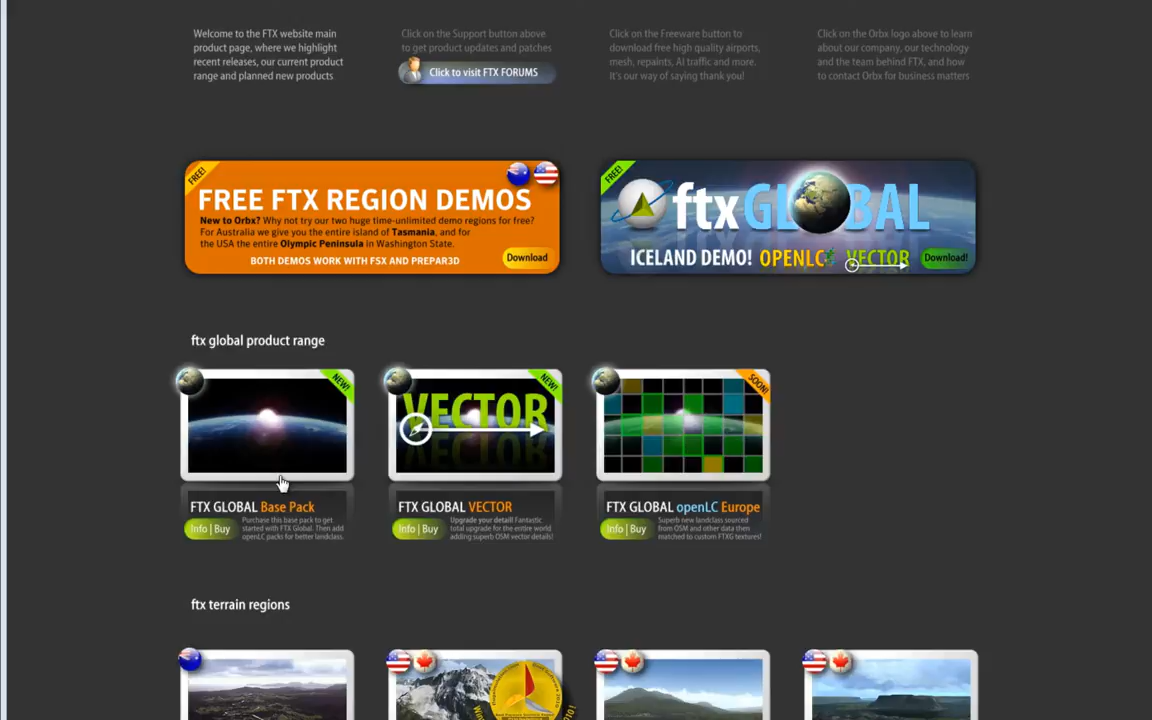 Welcome to the FTX website main
product page, where we highlight
recent releases, our current product
range and planned new products
Click on the Support button above
to get product updates and patches
Click to visit FTX FORUMS
Click on the Freeware button to
download free high quality airports,
mesh, repaints, AI traffic and more.
It's our way of saying thank you!
Click on the Orbx logo above to learn
about our company, our technology
and the team behind FTX, and how
to contact Orbx for business matters
FREE!
FREE FTX REGION DEMOS
New to Orbx? Why not try our two huge time-unlimited demo regions for free?
For Australia we give you the entire island of Tasmania, and for
the USA the entire Olympic Peninsula in Washington State.
BOTH DEMOS WORK WITH FSX AND PREPAR3D
Download
FREE!
ftxGLOBAL
ICELAND DEMO! OPENLC VECTOR
Download!
ftx global product range
NEW!
FTX GLOBAL Base Pack
Info | Buy
Purchase this base pack to get
started with FTX Global. Then add
openLC packs for better landclass.
NEW!
VECTOR
FTX GLOBAL VECTOR
Info | Buy
Upgrade your detail! Fantastic
total upgrade for the entire world
adding superb OSM vector details!
SOON!
FTX GLOBAL openLC Europe
Info | Buy
Superb new landclass sourced
from OSM and other data then
matched to custom FTXG textures!
ftx terrain regions